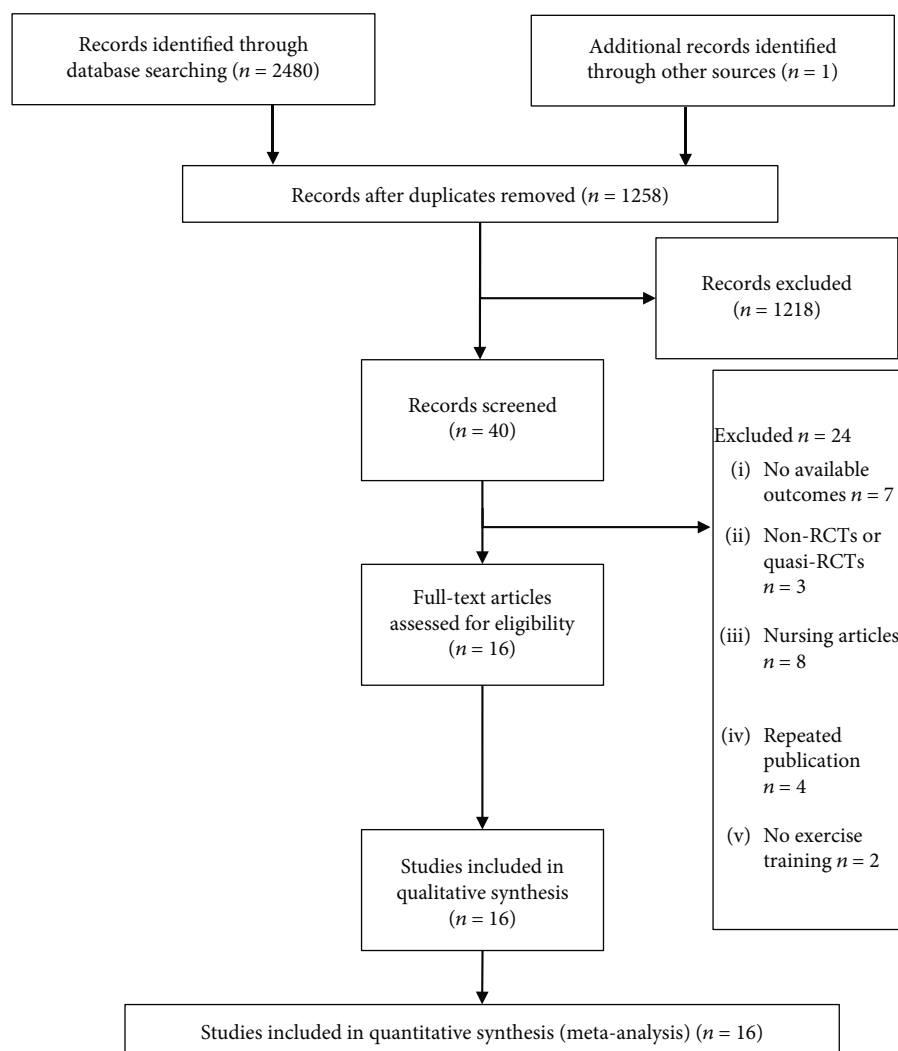 Records identified through
database searching (n = 2480)
Additional records identified
through other sources (n = 1)
Records after duplicates removed (n = 1258)
Records excluded
(n = 1218)
Records screened
(n = 40)
Excluded n = 24
(i) No available
outcomes n = 7
(ii) Non-RCTs or
quasi-RCTs
n = 3
(iii) Nursing articles
n = 8
(iv) Repeated
publication
n = 4
(v) No exercise
training n = 2
Full-text articles
assessed for eligibility
(n = 16)
Studies included in
qualitative synthesis
(n = 16)
Studies included in quantitative synthesis (meta-analysis) (n = 16)